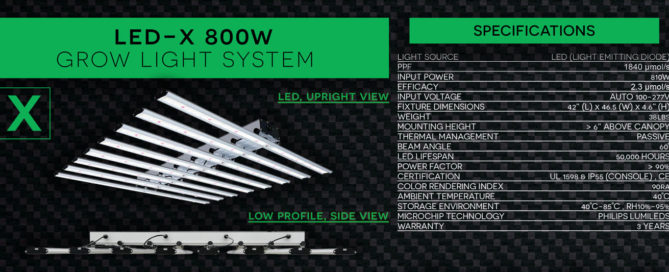 LED-X 800W
GROW LIGHT SYSTEM
X
LED, UPRIGHT VIEW
LOW PROFILE, SIDE VIEW
SPECIFICATIONS
LIGHT SOURCE LED (LIGHT EMITTING DIODE)
PPF 1840 µmol/s
INPUT POWER 810W
EFFICACY 2.3 µmol/s
INPUT VOLTAGE AUTO 100-277V
FIXTURE DIMENSIONS 42" (L) X 46.5 (W) X 4.6" (H"
WEIGHT 38LBS
MOUNTING HEIGHT > 6" ABOVE CANOPY
THERMAL MANAGEMENT PASSIVE
BEAM ANGLE 60°
LED LIFESPAN 50,000 HOURS
POWER FACTOR > 90%
CERTIFICATION UL 1598 & IP55 (CONSOLE) , CE
COLOR RENDERING INDEX 90RA
AMBIENT TEMPERATURE 40°C
STORAGE ENVIRONMENT 40°C-85°C , RH10%-95%
MICROCHIP TECHNOLOGY PHILIPS LUMILEDS
WARRANTY 3 YEARS